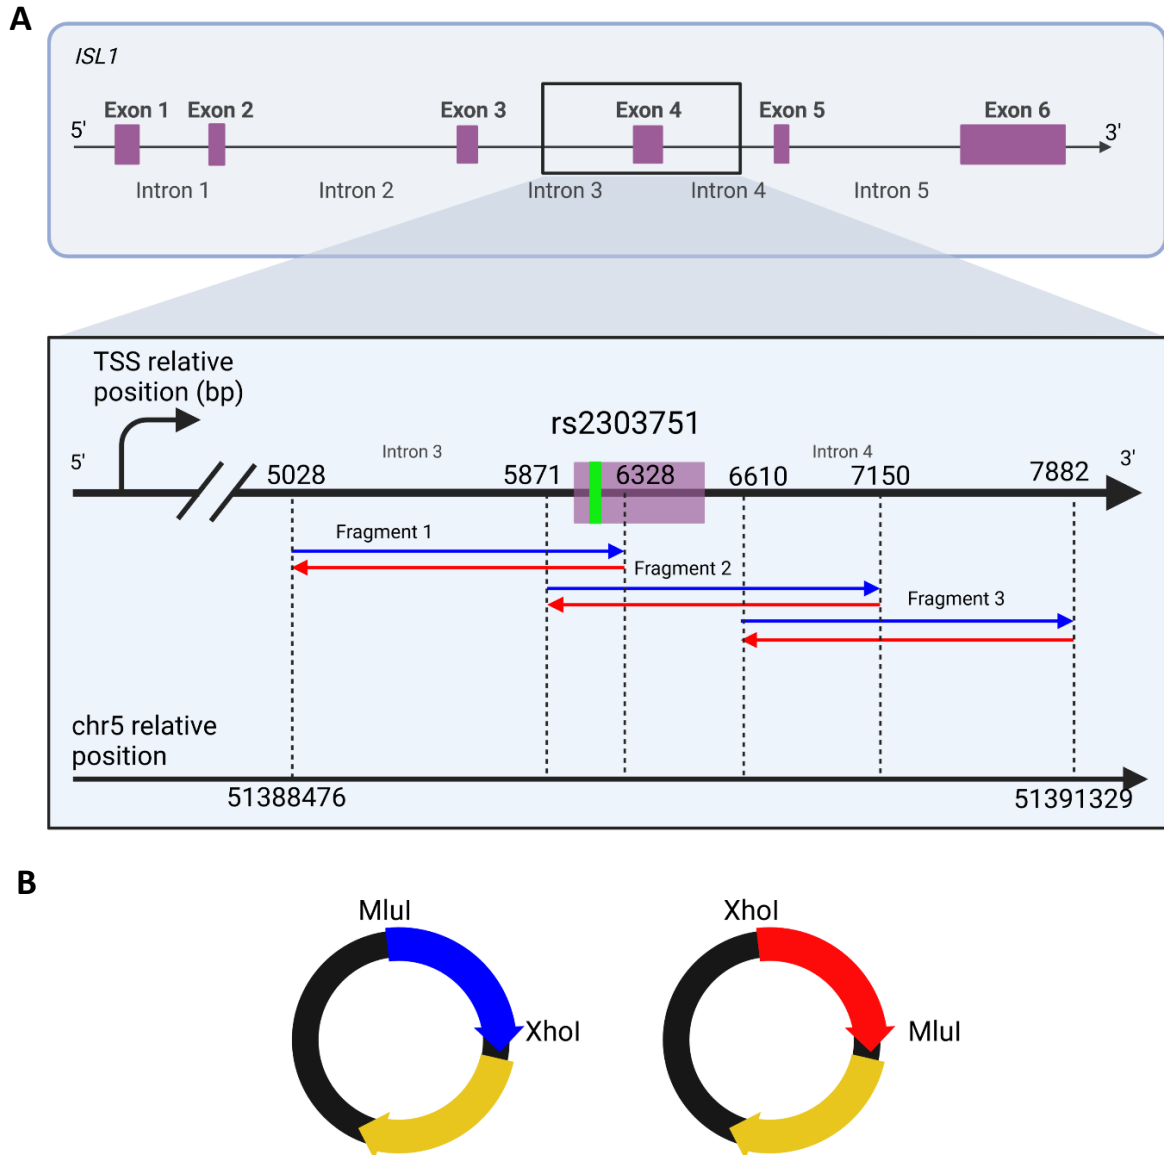 A
ISL1
Exon 1 Exon 2 Exon 3 Exon 4 Exon 5 Exon 6
5' 3'
Intron 1 Intron 2 Intron 3 Intron 4 Intron 5
TSS relative
position (bp)
rs2303751
5' Intron 3 Intron 4 3'
5028 5871 6328 6610 7150 7882
Fragment 1
Fragment 2
Fragment 3
chr5 relative
position
51388476 51391329
B
MluI XhoI
XhoI MluI